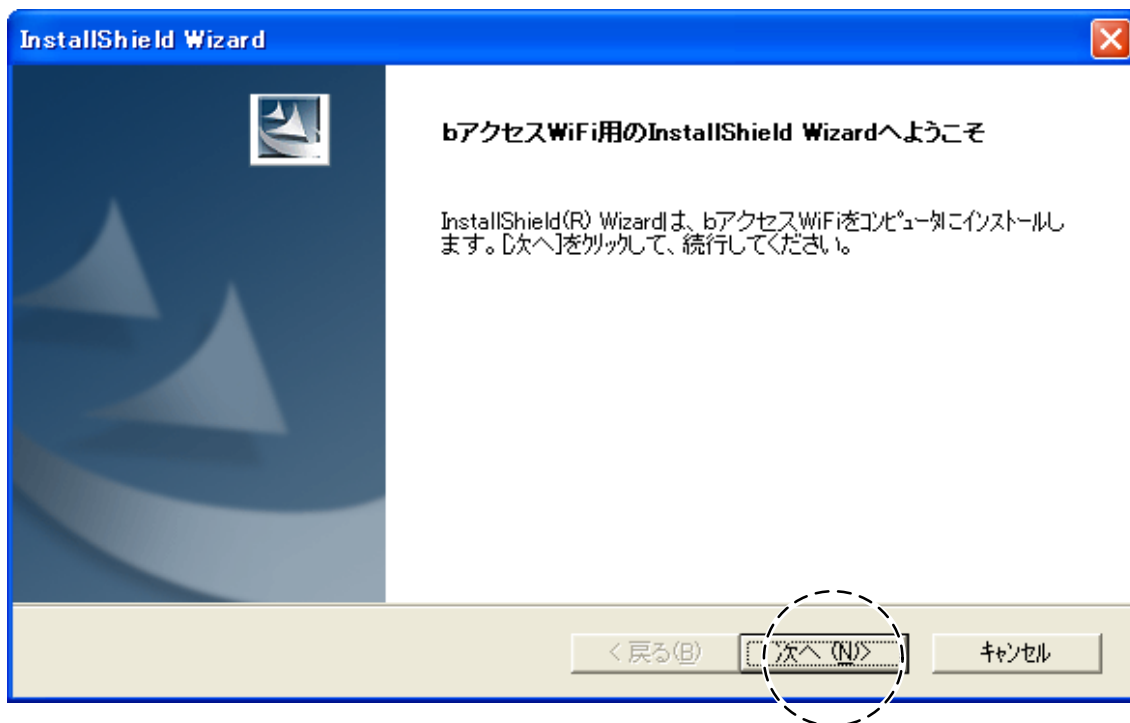 InstallShield Wizard
bアクセスWiFi用のInstallShield Wizardへようこそ
InstallShield(R) Wizardは、bアクセスWiFiをコンピュータにインストールし
ます。[次へ]をクリックして、続行してください。
< 戻る(B)
次へ (N)>
キャンセル